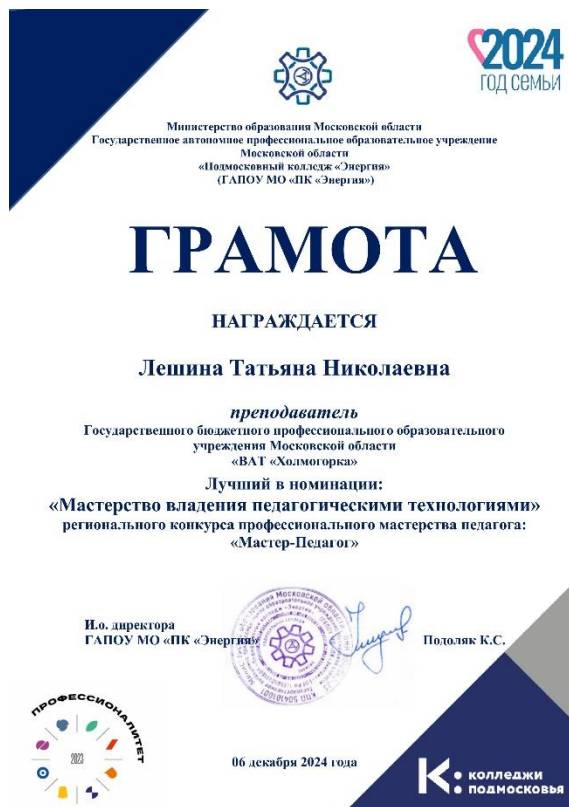 2024
ГОД СЕМЬИ
Министерство образования Московской области
Государственное автономное профессиональное образовательное учреждение
Московской области
«Подмосковный колледж «Энергия»
(ГАПОУ МО «ПК «Энергия»)
ГРАМОТА
НАГРАЖДАЕТСЯ
Лешина Татьяна Николаевна
преподаватель
Государственного бюджетного профессионального образовательного
учреждения Московской области
«ВАТ «Холмогорка»
Лучший в номинации:
«Мастерство владения педагогическими технологиями»
регионального конкурса профессионального мастерства педагога:
«Мастер-Педагог»
И.о. директора
ГАПОУ МО «ПК «Энергия»
Подоляк К.С.
ПРОФЕССИОНАЛИТЕТ
2023
06 декабря 2024 года
К:
колледжи
подмосковья